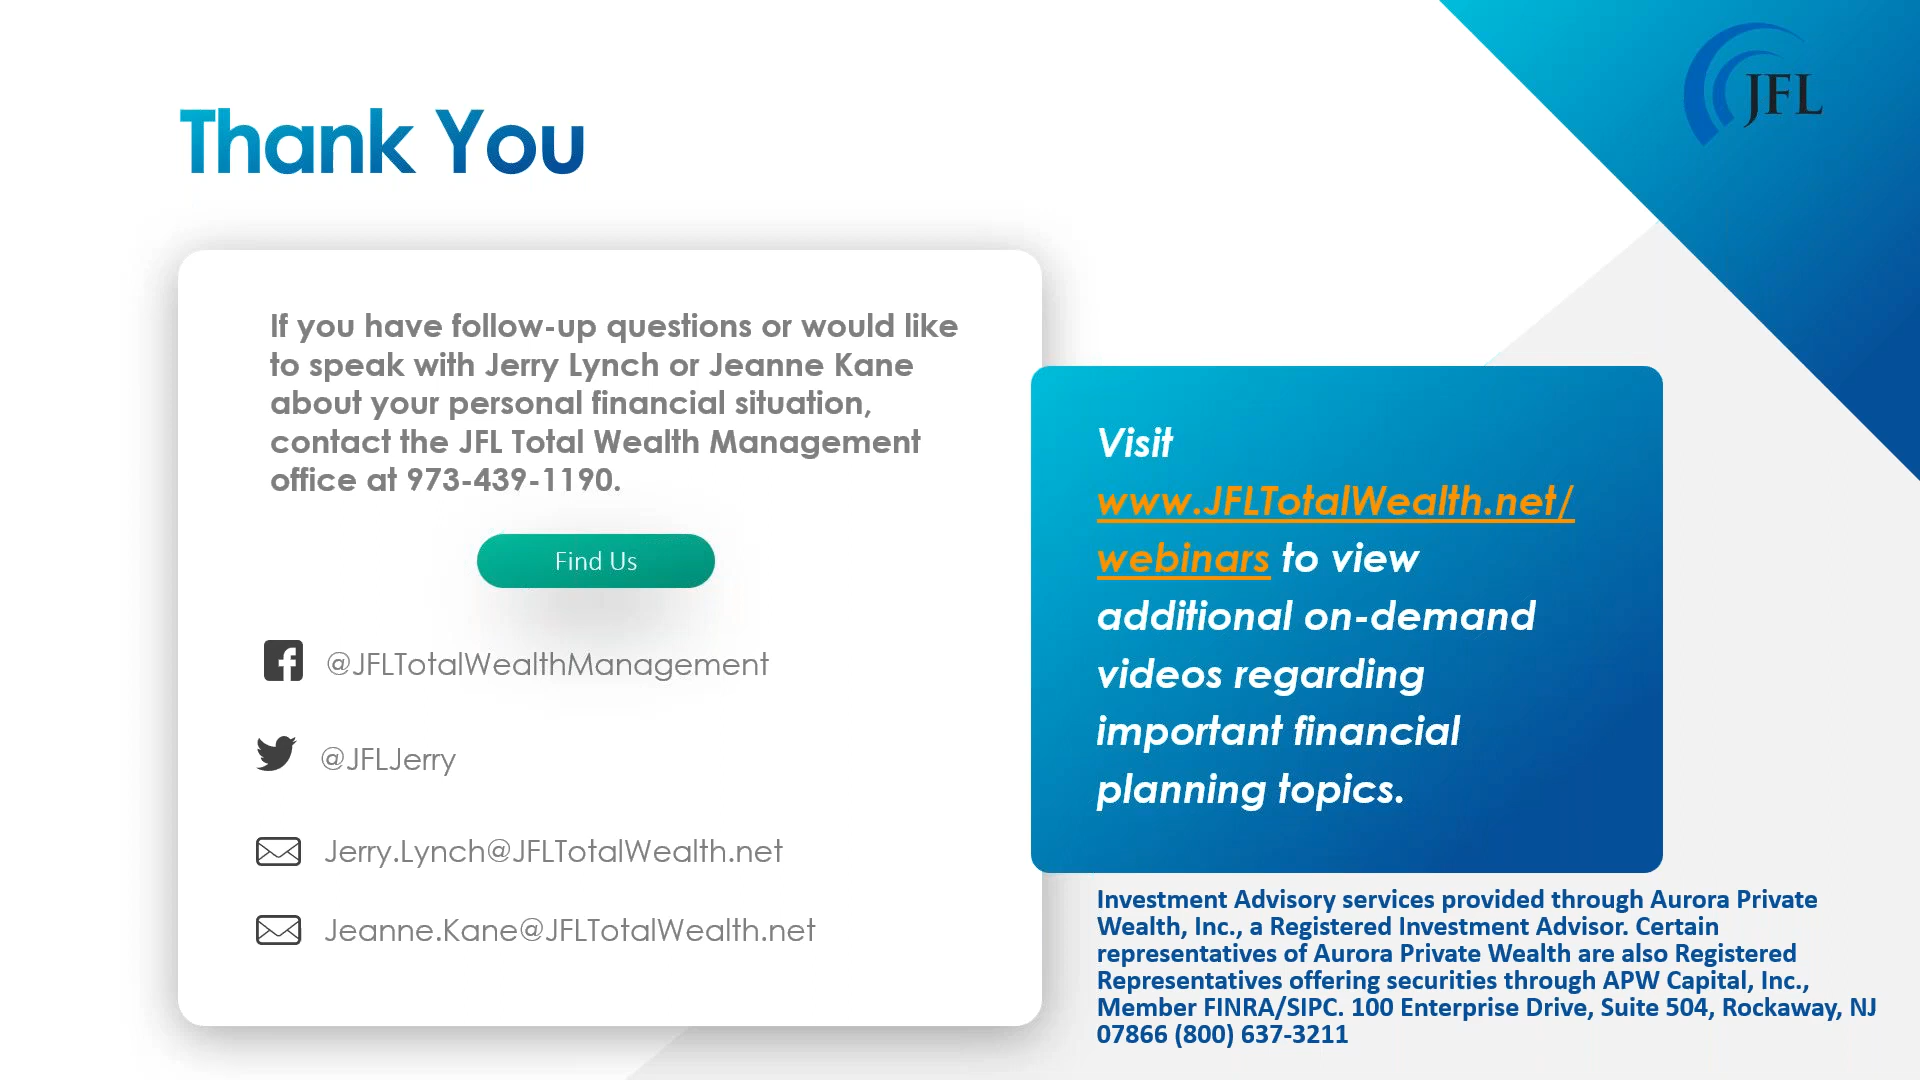 JFL
Thank You
If you have follow-up questions or would like
to speak with Jerry Lynch or Jeanne Kane
about your personal financial situation,
contact the JFL Total Wealth Management
office at 973-439-1190.
Find Us
@JFLTotalWealthManagement
@JFLJerry
Jerry.Lynch@JFLTotalWealth.net
Jeanne.Kane@JFLTotalWealth.net
Visit
www.JFLTotalWealth.net/
webinars to view
additional on-demand
videos regarding
important financial
planning topics.
Investment Advisory services provided through Aurora Private
Wealth, Inc., a Registered Investment Advisor. Certain
representatives of Aurora Private Wealth are also Registered
Representatives offering securities through APW Capital, Inc.,
Member FINRA/SIPC. 100 Enterprise Drive, Suite 504, Rockaway, NJ
07866 (800) 637-3211